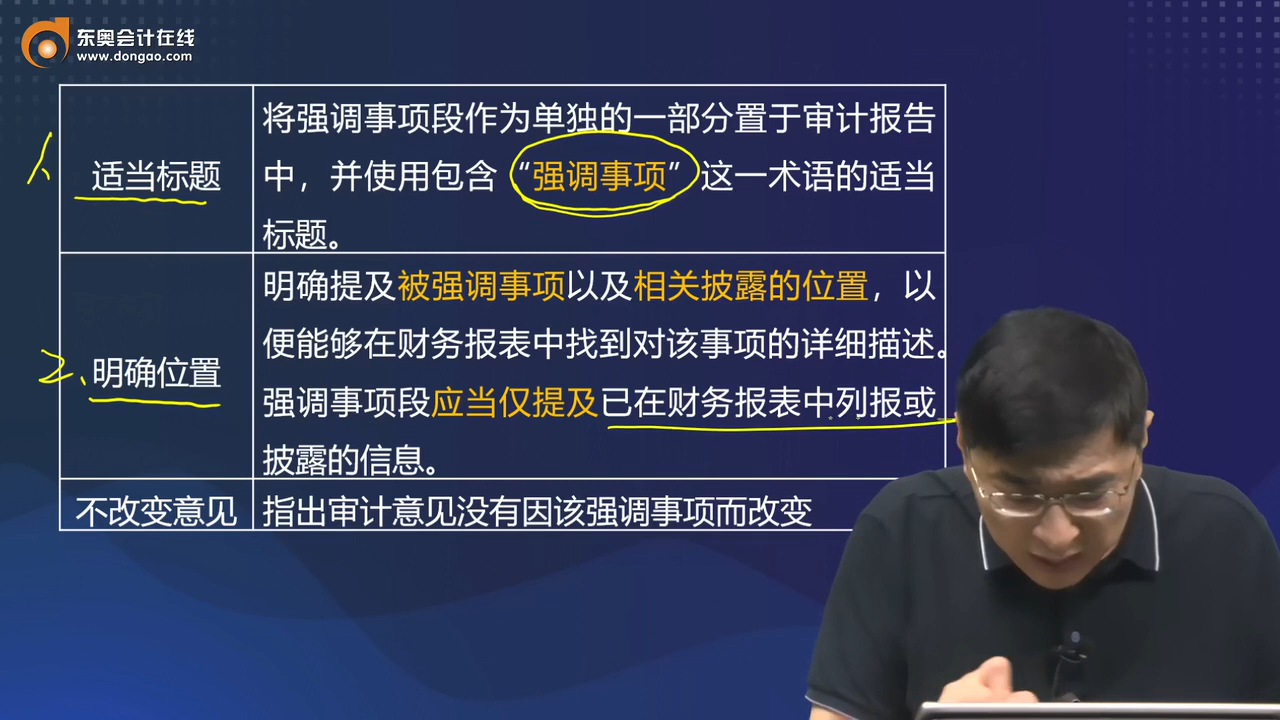 东奥会计在线
www.dongao.com
1、
适当标题
将强调事项段作为单独的一部分置于审计报告
中，并使用包含“强调事项”这一术语的适当
标题。
2、
明确位置
明确提及被强调事项以及相关披露的位置，以
便能够在财务报表中找到对该事项的详细描述。
强调事项段应当仅提及已在财务报表中列报或
披露的信息。
不改变意见
指出审计意见没有因该强调事项而改变